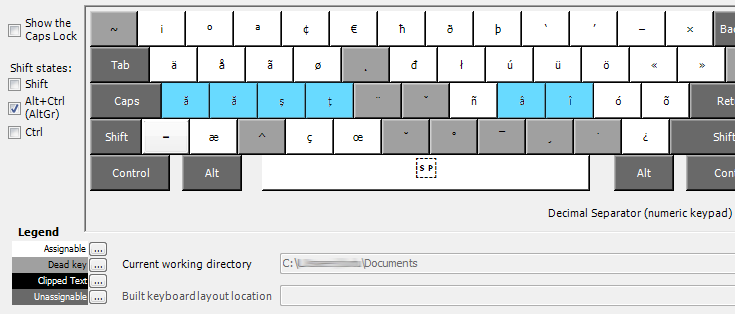 Show the
Caps Lock
~ ¡ º ª ¢ € ħ ð þ ‘ ’ – × Bac
Tab ä å ã ø . đ ł ú ü ö « »
Shift states:
Shift
Alt+Ctrl
(AltGr)
Ctrl
Caps ă ă ș ț ¨ ˇ ñ â î ó õ Ret
Shift – æ ^ ç œ ˘ ° ¯ ¸ ˙ ¿ Shift
Control Alt SP Alt Cont
Decimal Separator (numeric keypad)
Legend
Assignable ...
Dead key ...
Clipped Text ...
Unassignable ...
Current working directory C:\ \Documents
Built keyboard layout location